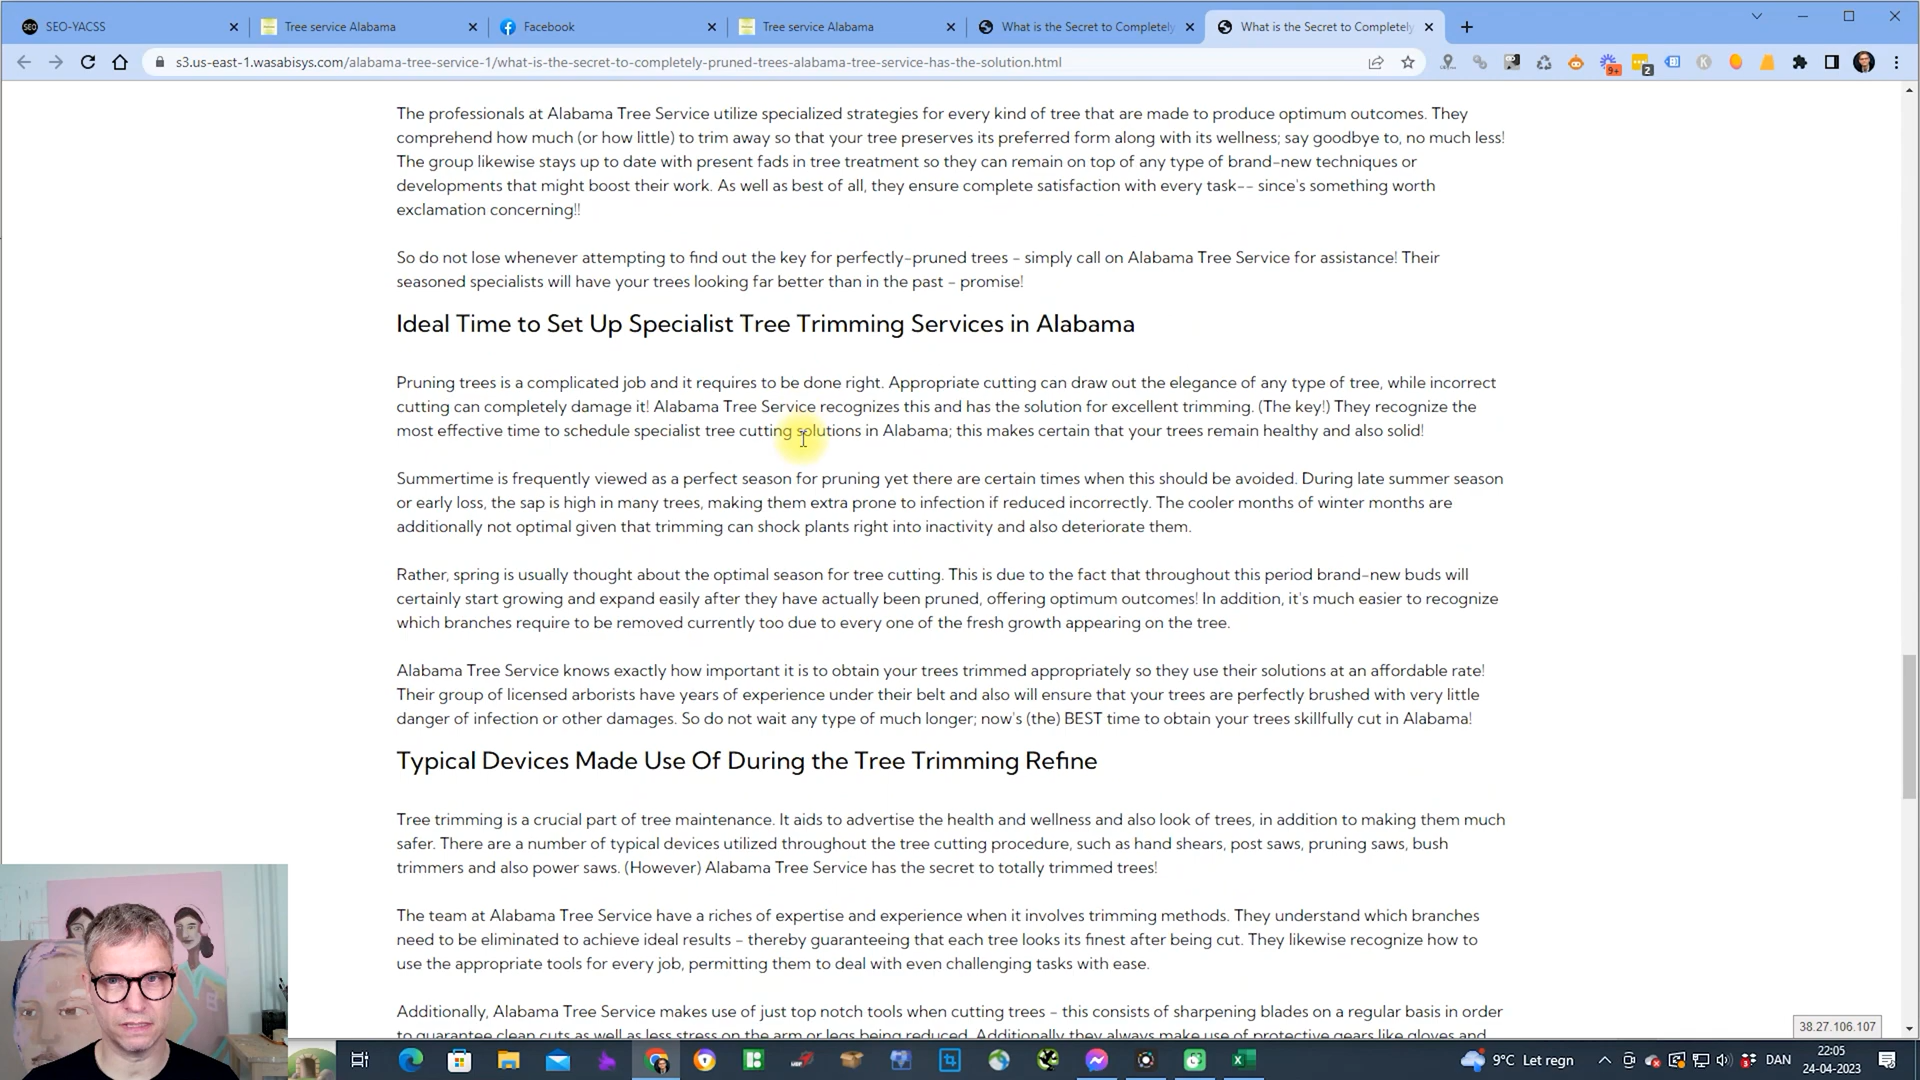 SEO-YACSS
Tree service Alabama
Facebook
Tree service Alabama
What is the Secret to Completely
What is the Secret to Completely
s3.us-east-1.wasabisys.com/alabama-tree-service-1/what-is-the-secret-to-completely-pruned-trees-alabama-tree-service-has-the-solution.html
9+
2
The professionals at Alabama Tree Service utilize specialized strategies for every kind of tree that are made to produce optimum outcomes. They
comprehend how much (or how little) to trim away so that your tree preserves its preferred form along with its wellness; say goodbye to, no much less!
The group likewise stays up to date with present fads in tree treatment so they can remain on top of any type of brand-new techniques or
developments that might boost their work. As well as best of all, they ensure complete satisfaction with every task-- since's something worth
exclamation concerning!!
So do not lose whenever attempting to find out the key for perfectly-pruned trees - simply call on Alabama Tree Service for assistance! Their
seasoned specialists will have your trees looking far better than in the past - promise!
Ideal Time to Set Up Specialist Tree Trimming Services in Alabama
Pruning trees is a complicated job and it requires to be done right. Appropriate cutting can draw out the elegance of any type of tree, while incorrect
cutting can completely damage it! Alabama Tree Service recognizes this and has the solution for excellent trimming. (The key!) They recognize the
most effective time to schedule specialist tree cutting solutions in Alabama; this makes certain that your trees remain healthy and also solid!
Summertime is frequently viewed as a perfect season for pruning yet there are certain times when this should be avoided. During late summer season
or early loss, the sap is high in many trees, making them extra prone to infection if reduced incorrectly. The cooler months of winter months are
additionally not optimal given that trimming can shock plants right into inactivity and also deteriorate them.
Rather, spring is usually thought about the optimal season for tree cutting. This is due to the fact that throughout this period brand-new buds will
certainly start growing and expand easily after they have actually been pruned, offering optimum outcomes! In addition, it's much easier to recognize
which branches require to be removed currently too due to every one of the fresh growth appearing on the tree.
Alabama Tree Service knows exactly how important it is to obtain your trees trimmed appropriately so they use their solutions at an affordable rate!
Their group of licensed arborists have years of experience under their belt and also will ensure that your trees are perfectly brushed with very little
danger of infection or other damages. So do not wait any type of much longer; now's (the) BEST time to obtain your trees skillfully cut in Alabama!
Typical Devices Made Use Of During the Tree Trimming Refine
Tree trimming is a crucial part of tree maintenance. It aids to advertise the health and wellness and also look of trees, in addition to making them much
safer. There are a number of typical devices utilized throughout the tree cutting procedure, such as hand shears, post saws, pruning saws, bush
trimmers and also power saws. (However) Alabama Tree Service has the secret to totally trimmed trees!
The team at Alabama Tree Service have a riches of expertise and experience when it involves trimming methods. They understand which branches
need to be eliminated to achieve ideal results - thereby guaranteeing that each tree looks its finest after being cut. They likewise recognize how to
use the appropriate tools for every job, permitting them to deal with even challenging tasks with ease.
Additionally, Alabama Tree Service makes use of just top notch tools when cutting trees - this consists of sharpening blades on a regular basis in order
to guarantee clean cuts as well as less stress on the arm or legs being reduced. Additionally they always make use of protective gears like gloves and
38.27.106.107
9°C Let regn
DAN
22:05
24-04-2023